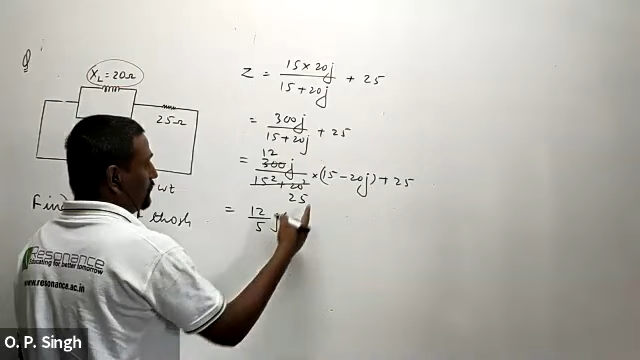 Q
X_L = 20Ω
25Ω
ωt
Find
Z = 15 × 20j / 15 + 20j + 25
= 300j / 15 + 20j + 25
12
= 300j / 15² + 20² × (15 − 20j) + 25
25
= 12 / 5 j
Resonance
Educating for better tomorrow
www.resonance.ac.in
O. P. Singh